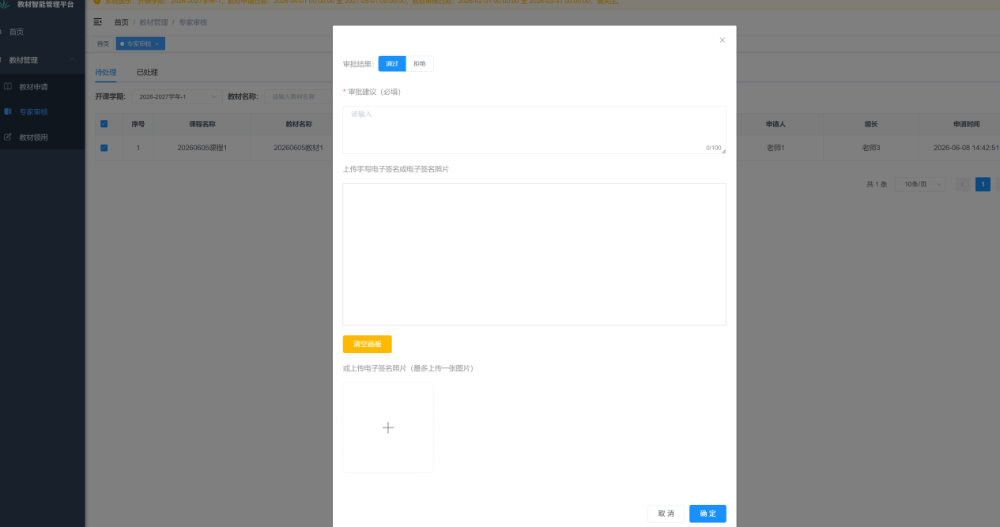 教材智能管理平台
系统提示：开课学期：2026-2027学年-1，教材申请日期：2026-04-01 00:00:00 至 2027-05-01 00:00:00，教材审核日期：2026-02-01 00:00:00 至 2026-03-31 00:00:00，请关注。
首页 / 教材管理 / 专家审核
首页
教材管理
教材申请
专家审核
教材领用
首页
专家审核 ×
待处理 已处理
开课学期: 2026-2027学年-1 教材名称: 请输入教材名称
序号 课程名称 教材名称 申请人 组长 申请时间
1 20260605课程1 20260605教材1 老师1 老师3 2026-06-08 14:42:51
共 1 条 10条/页 1
审批结果: 通过 拒绝
* 审批建议（必填）
请输入
0/100
上传手写电子签名或电子签名照片
清空画板
或上传电子签名照片（最多上传一张图片）
取 消 确 定